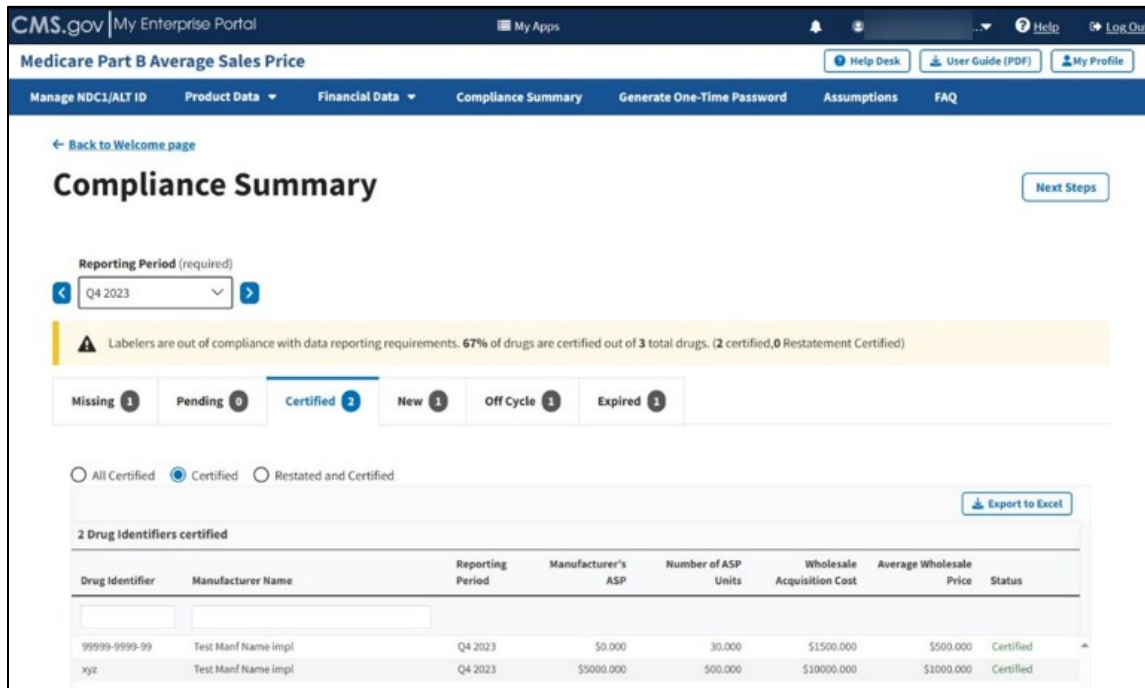 CMS.gov My Enterprise Portal My Apps ...▾ Help Log Ou
Medicare Part B Average Sales Price Help Desk User Guide (PDF) My Profile
Manage NDC1/ALT ID Product Data Financial Data Compliance Summary Generate One-Time Password Assumptions FAQ
← Back to Welcome page
Compliance Summary Next Steps
Reporting Period (required)
Q4 2023
Labelers are out of compliance with data reporting requirements. 67% of drugs are certified out of 3 total drugs. (2 certified,0 Restatement Certified)
Missing 1 Pending 0 Certified 2 New 1 Off Cycle 1 Expired 1
All Certified Certified Restated and Certified
Export to Excel
2 Drug Identifiers certified
Drug Identifier Manufacturer Name Reporting Period Manufacturer's ASP Number of ASP Units Wholesale Acquisition Cost Average Wholesale Price Status
99999-9999-99 Test Manf Name impl Q4 2023 $0.000 30.000 $1500.000 $500.000 Certified
xyz Test Manf Name impl Q4 2023 $5000.000 500.000 $10000.000 $1000.000 Certified